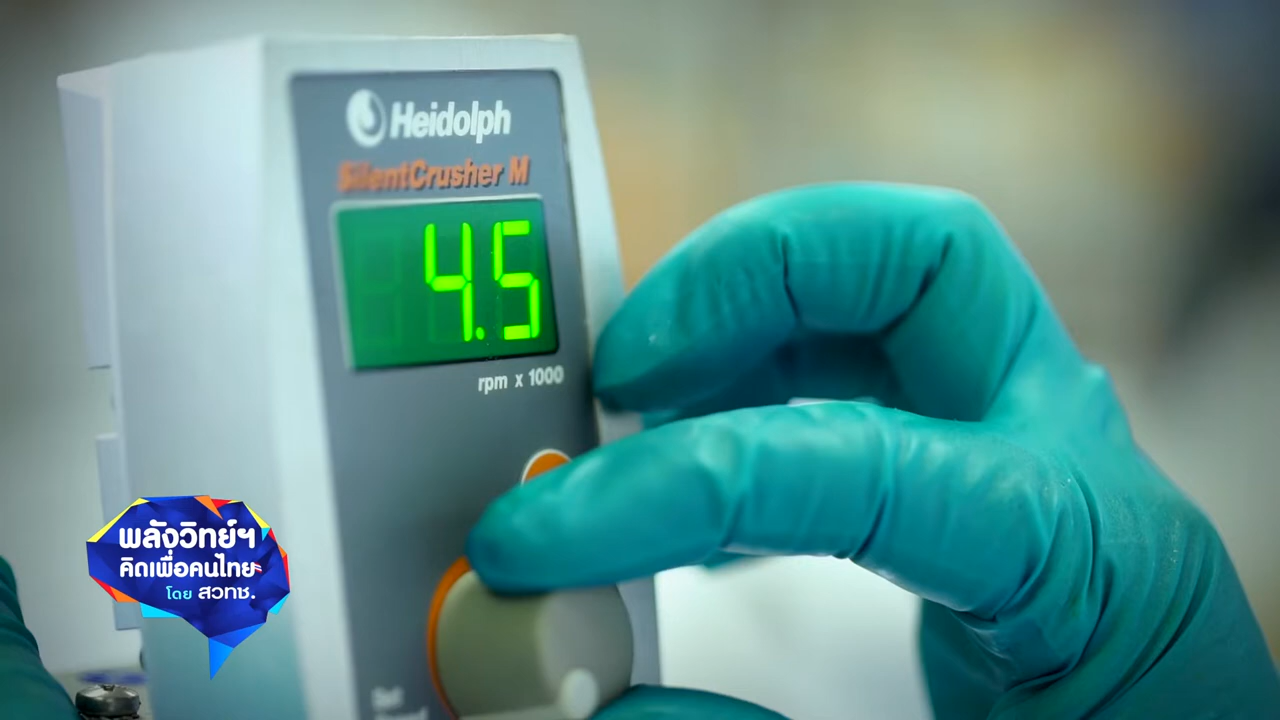 Heidolph
SilentCrusher M
4.5
rpm x 1000
พลังวิทย์ฯ
คิดเพื่อคนไทย
โดย สวทช.